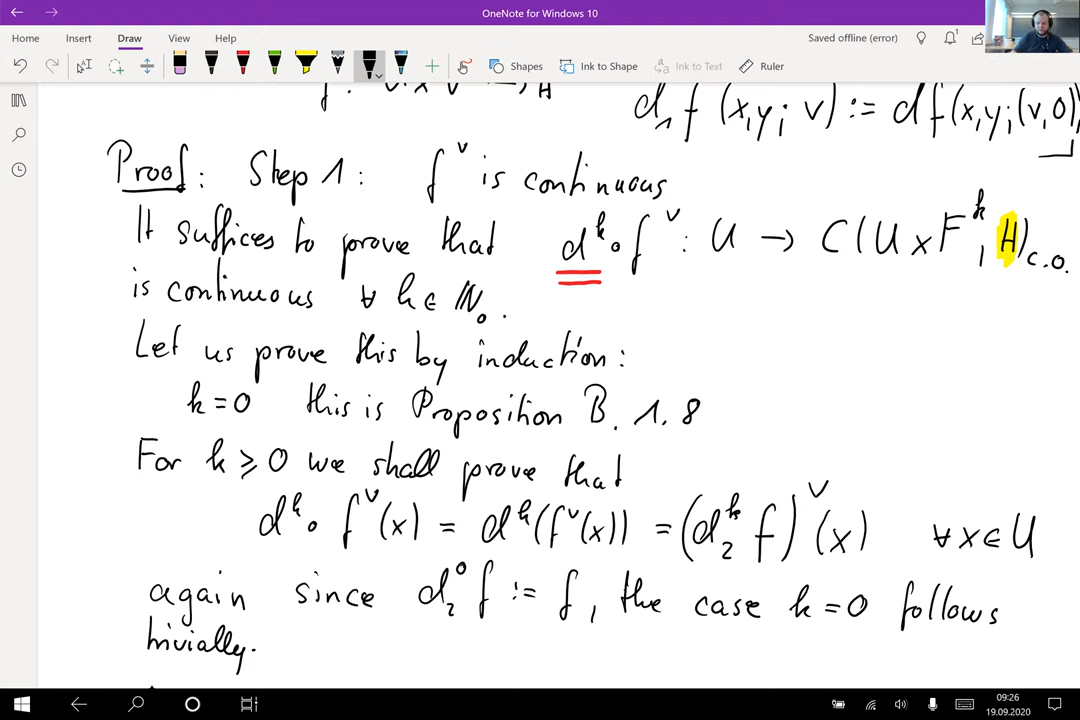 OneNote for Windows 10
Home Insert Draw View Help Saved offline (error)
Shapes Ink to Shape Ink to Text Ruler
d₁f (x,y; v) := df(x,y;(v,0)
Proof: Step 1: f^∨ is continuous
It suffices to prove that d^k ∘ f^∨ : U → C(U × F^k, H)_c.o.
is continuous ∀ k ∈ ℕ₀.
Let us prove this by induction:
k=0 this is Proposition B.1.8
For k ≥ 0 we shall prove that
d^k ∘ f^∨(x) = d^k(f^∨(x)) = (d₂^k f)^∨(x) ∀ x ∈ U
again since d₂^0 f := f, the case k=0 follows
trivially.
09:26
19.09.2020